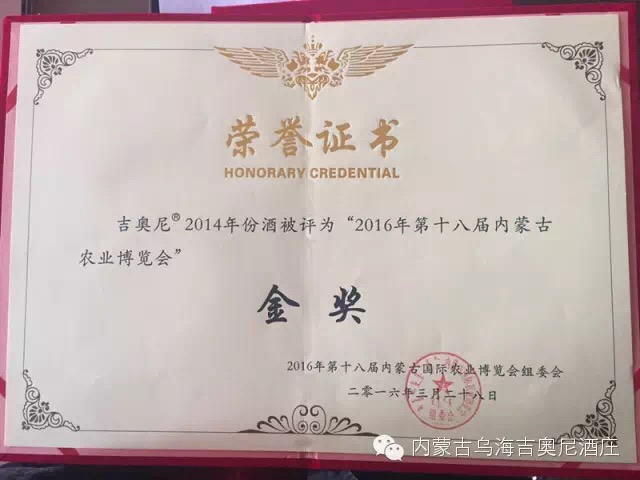 荣誉证书
HONORARY CREDENTIAL
吉奥尼®2014年份酒被评为“2016年第十八届内蒙古
农业博览会”
金奖
2016年第十八届内蒙古国际农业博览会组委会
二零一六年三月二十八日
内蒙古乌海吉奥尼酒庄